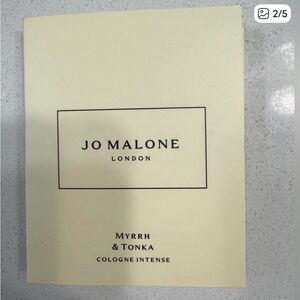 2/5
JO MALONE
LONDON
MYRRH
& TONKA
COLOGNE INTENSE